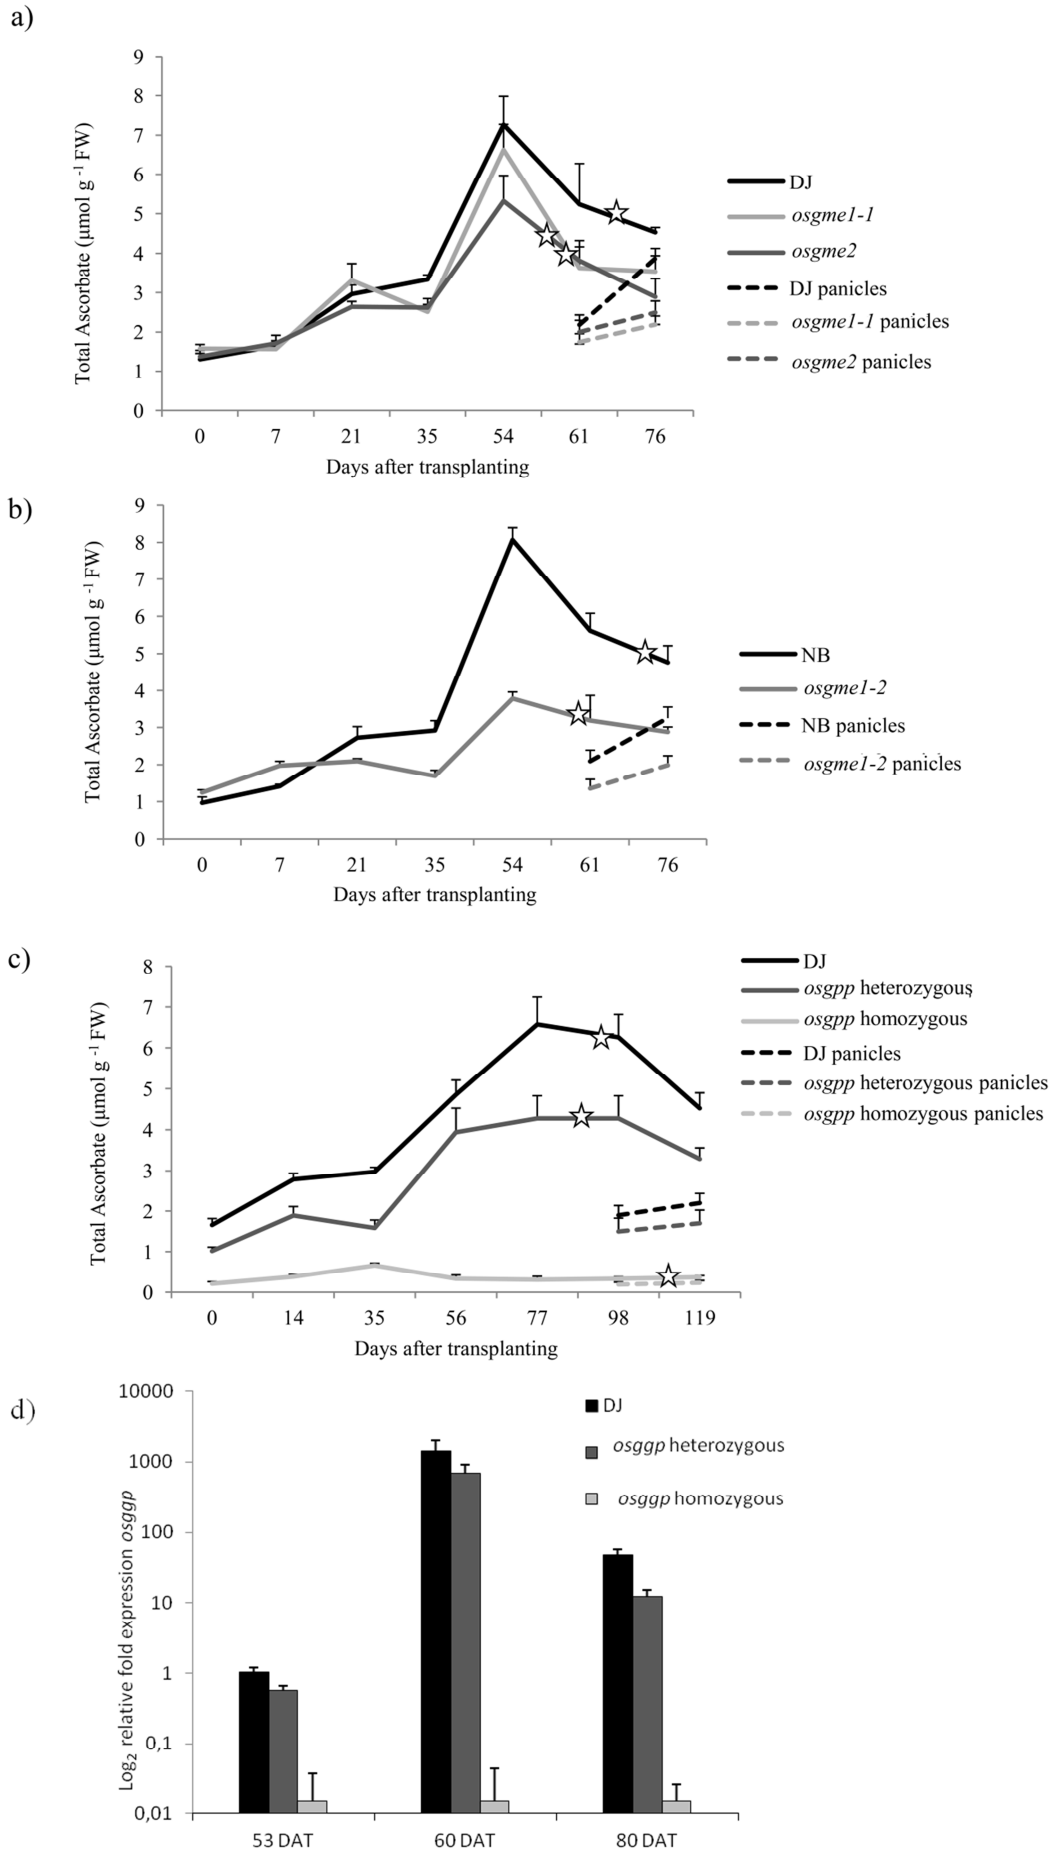 a)
9
8
7
6
5
4
3
2
1
0
Total Ascorbate (µmol g -1 FW)
0 7 21 35 54 61 76
Days after transplanting
DJ
osgme1-1
osgme2
DJ panicles
osgme1-1 panicles
osgme2 panicles
b)
9
8
7
6
5
4
3
2
1
0
Total Ascorbate (µmol g -1 FW)
0 7 21 35 54 61 76
Days after transplanting
NB
osgme1-2
NB panicles
osgme1-2 panicles
c)
8
7
6
5
4
3
2
1
0
Total Ascorbate (µmol g -1 FW)
0 14 35 56 77 98 119
Days after transplanting
DJ
osgpp heterozygous
osgpp homozygous
DJ panicles
osgpp heterozygous panicles
osgpp homozygous panicles
d)
10000
1000
100
10
1
0,1
0,01
Log2 relative fold expression osggp
53 DAT 60 DAT 80 DAT
DJ
osggp heterozygous
osggp homozygous